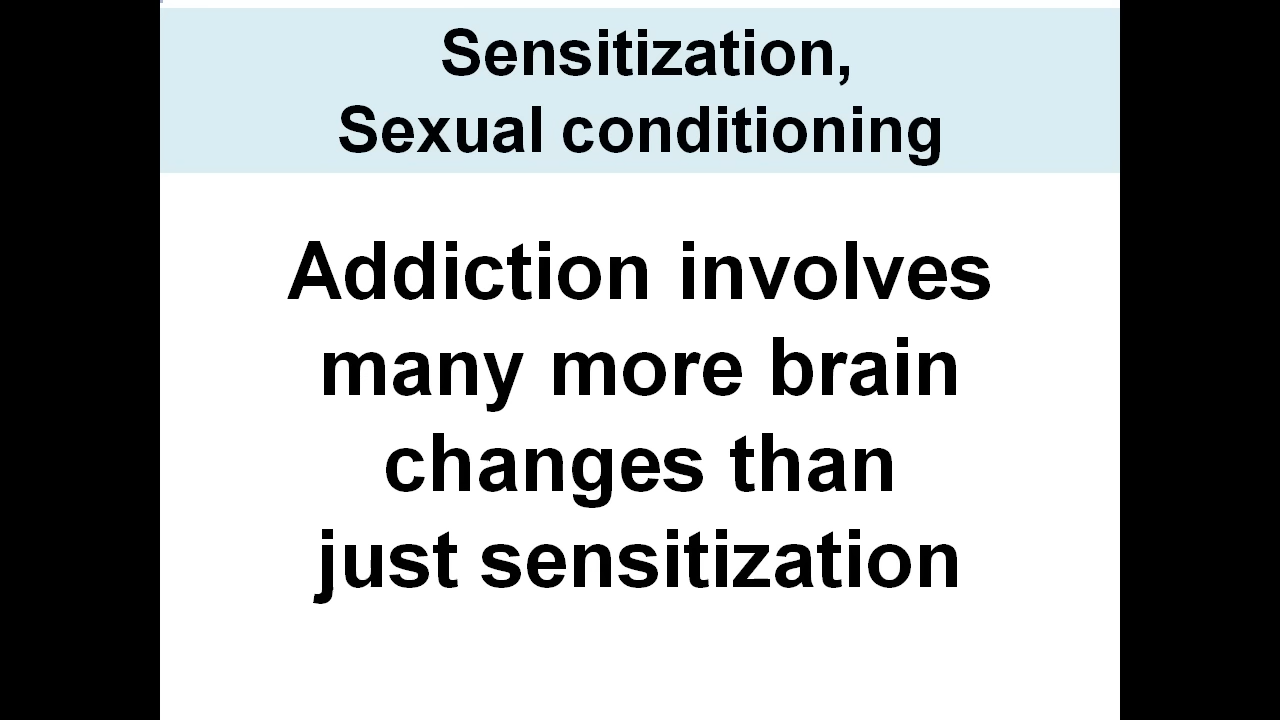 Sensitization,
Sexual conditioning
Addiction involves
many more brain
changes than
just sensitization